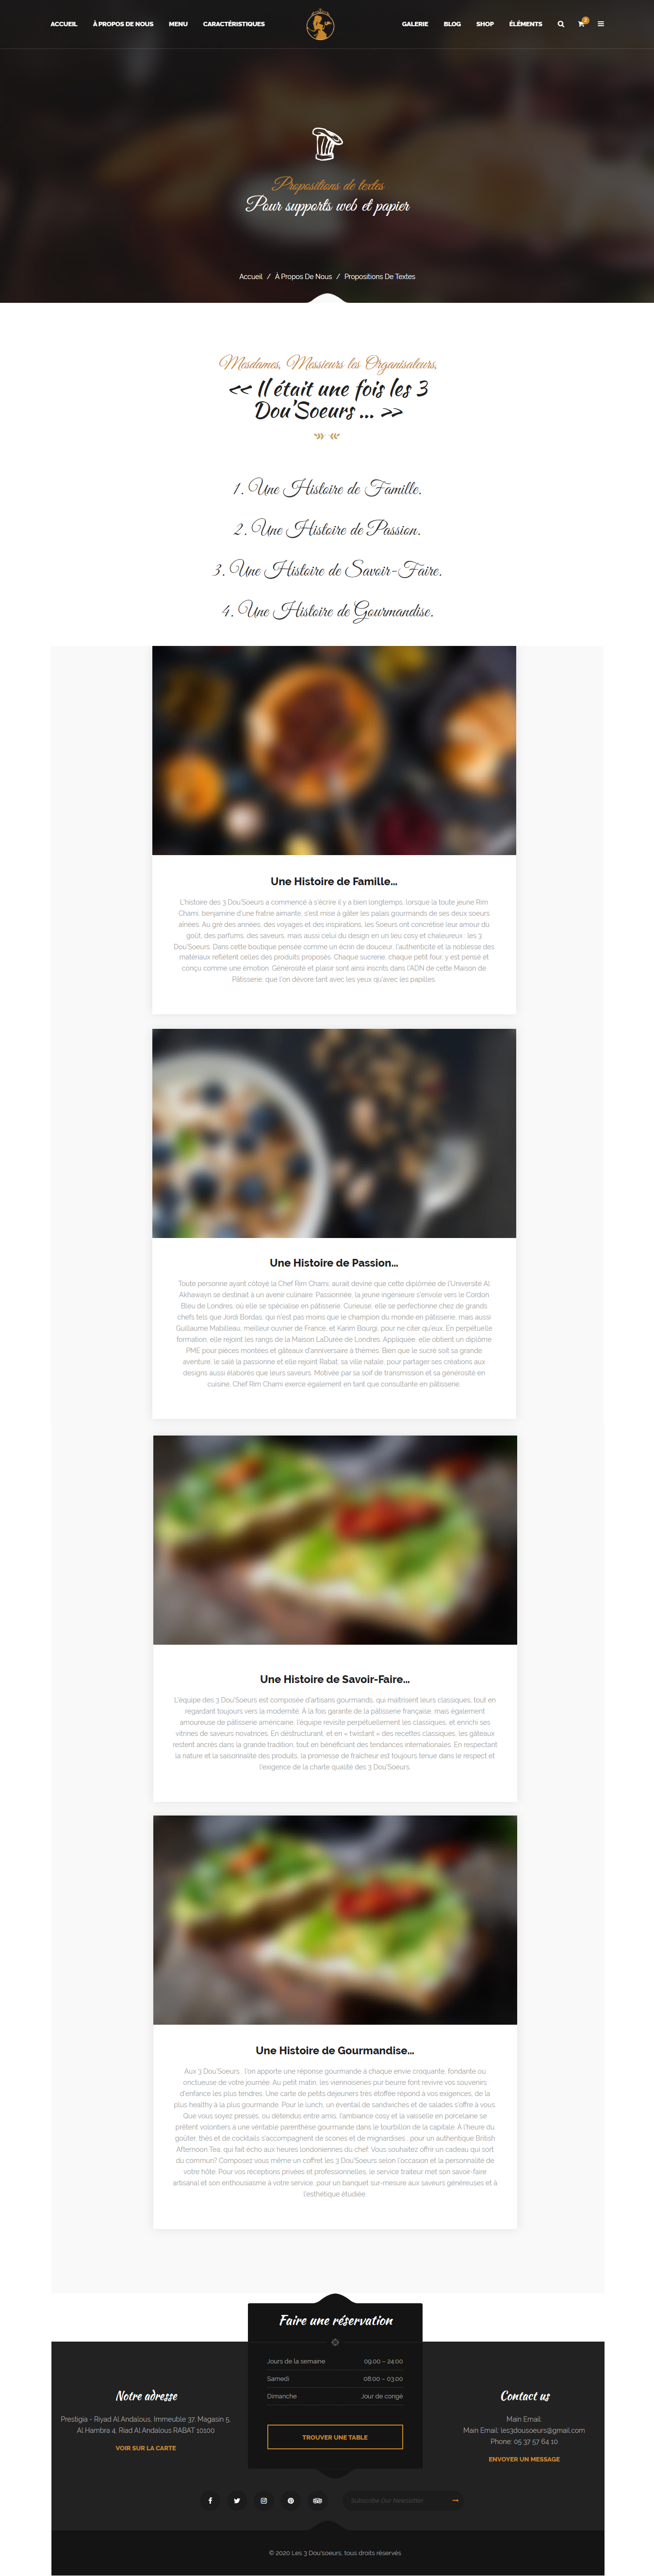 ACCUEIL À PROPOS DE NOUS MENU CARACTÉRISTIQUES GALERIE BLOG SHOP ÉLÉMENTS
Propositions de textes
Pour supports web et papier
Accueil / À Propos De Nous / Propositions De Textes
Mesdames, Messieurs les Organisateurs,
<< Il était une fois les 3
Dou'Soeurs ... >>
1. Une Histoire de Famille.
2. Une Histoire de Passion.
3. Une Histoire de Savoir-Faire.
4. Une Histoire de Gourmandise.
Une Histoire de Famille...
L'histoire des 3 Dou'Soeurs a commencé à s'écrire il y a bien longtemps, lorsque la toute jeune Rim
Chami, benjamine d'une fratrie aimante, s'est mise à gâter les palais gourmands de ses deux soeurs
aînées. Au gré des années, des voyages et des inspirations, les Soeurs ont concrétisé leur amour du
goût, des parfums, des saveurs, mais aussi celui du design en un lieu cosy et chaleureux : les 3
Dou'Soeurs. Dans cette boutique pensée comme un écrin de douceur, l'authenticité et la noblesse des
matériaux reflètent celles des produits proposés. Chaque sucrerie, chaque petit four, y est pensé et
conçu comme une émotion. Générosité et plaisir sont ainsi inscrits dans l'ADN de cette Maison de
Pâtisserie, que l'on dévore tant avec les yeux qu'avec les papilles.
Une Histoire de Passion...
Toute personne ayant côtoyé la Chef Rim Chami, aurait deviné que cette diplômée de l'Université Al
Akhawayn se destinait à un avenir culinaire. Passionnée, la jeune ingénieure s'envole vers le Cordon
Bleu de Londres, où elle se spécialise en pâtisserie. Curieuse, elle se perfectionne chez de grands
chefs tels que Jordi Bordas, qui n'est pas moins que le champion du monde en pâtisserie, mais aussi
Guillaume Mabilleau, meilleur ouvrier de France, et Karim Bourgi, pour ne citer qu'eux. En perpétuelle
formation, elle rejoint les rangs de la Maison LaDurée de Londres. Appliquée, elle obtient un diplôme
PME pour pièces montées et gâteaux d'anniversaire à thèmes. Bien que le sucré soit sa grande
aventure, le salé la passionne et elle rejoint Rabat, sa ville natale, pour partager ses créations aux
designs aussi élaborés que leurs saveurs. Motivée par sa soif de transmission et sa générosité en
cuisine, Chef Rim Chami exerce également en tant que consultante en pâtisserie.
Une Histoire de Savoir-Faire...
L'équipe des 3 Dou'Soeurs est composée d'artisans gourmands, qui maîtrisent leurs classiques, tout en
regardant toujours vers la modernité. À la fois garante de la pâtisserie française, mais également
amoureuse de pâtisserie américaine, l'équipe revisite perpétuellement les classiques, et enrichi ses
vitrines de saveurs novatrices. En déstructurant, et en « twistant » des recettes classiques, les gâteaux
restent ancrés dans la grande tradition, tout en bénéficiant des tendances internationales. En respectant
la nature et la saisonnalité des produits, la promesse de fraîcheur est toujours tenue dans le respect et
l'exigence de la charte qualité des 3 Dou'Soeurs.
Une Histoire de Gourmandise...
Aux 3 Dou'Soeurs , l'on apporte une réponse gourmande à chaque envie croquante, fondante ou
onctueuse de votre journée. Au petit matin, les viennoiseries pur beurre font revivre vos souvenirs
d'enfance les plus tendres. Une carte de petits déjeuners très étoffée répond à vos exigences, de la
plus healthy à la plus gourmande. Pour le lunch, un éventail de sandwiches et de salades s'offre à vous.
Que vous soyez pressés, ou détendus entre amis, l'ambiance cosy et la vaisselle en porcelaine se
prêtent volontiers à une véritable parenthèse gourmande dans le tourbillon de la capitale. À l'heure du
goûter, thés et de cocktails s'accompagnent de scones et de mignardises , pour un authentique British
Afternoon Tea, qui fait écho aux heures londoniennes du chef. Vous souhaitez offrir un cadeau qui sort
du commun? Composez vous même un coffret les 3 Dou'Soeurs selon l'occasion et la personnalité de
votre hôte. Pour vos réceptions privées et professionnelles, le service traiteur met son savoir-faire
artisanal et son enthousiasme à votre service, pour un banquet sur-mesure aux saveurs généreuses et à
l'esthétique étudiée.
Faire une réservation
Jours de la semaine 09:00 – 24:00
Samedi 08:00 – 03:00
Dimanche Jour de congé
TROUVER UNE TABLE
Notre adresse
Prestigia - Riyad Al Andalous, Immeuble 37, Magasin 5,
Al Hambra 4, Riad Al Andalous RABAT 10100
VOIR SUR LA CARTE
Contact us
Main Email:
Main Email: les3dousoeurs@gmail.com
Phone: 05 37 57 64 10
ENVOYER UN MESSAGE
Subscribe Our Newsletter
© 2020 Les 3 Dou'soeurs, tous droits réservés